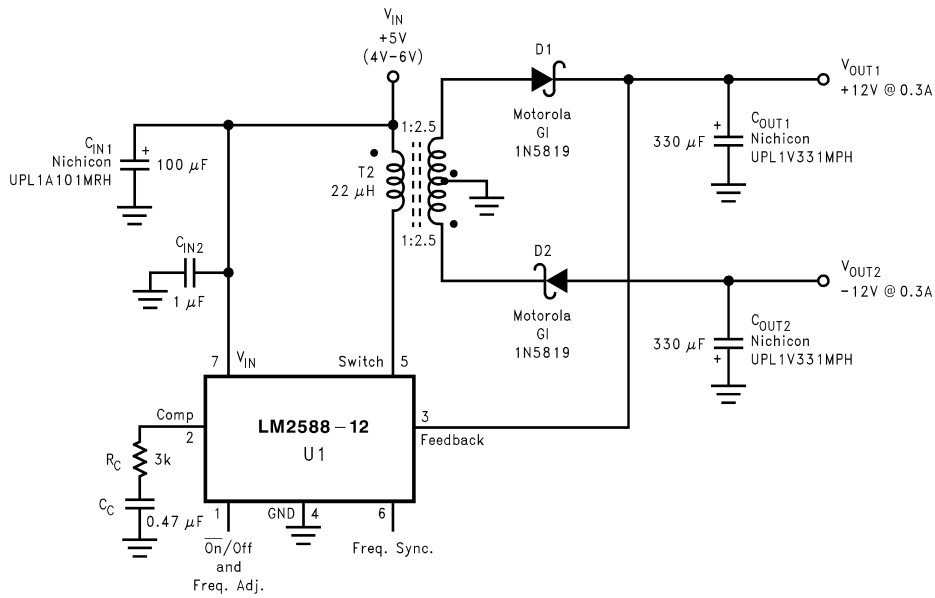 V_IN
+5V
(4V-6V)
D1
Motorola
GI
1N5819
V_OUT1
+12V @ 0.3A
C_IN1
Nichicon
UPL1A101MRH
+
100 μF
1:2.5
T2
22 μH
1:2.5
330 μF
+
C_OUT1
Nichicon
UPL1V331MPH
C_IN2
1 μF
D2
Motorola
GI
1N5819
V_OUT2
-12V @ 0.3A
330 μF
+
C_OUT2
Nichicon
UPL1V331MPH
7
V_IN
Switch
5
Comp
2
LM2588-12
U1
3
Feedback
R_C
3k
C_C
0.47 μF
1
GND
4
6
O̅n̅/Off
and
Freq. Adj.
Freq. Sync.